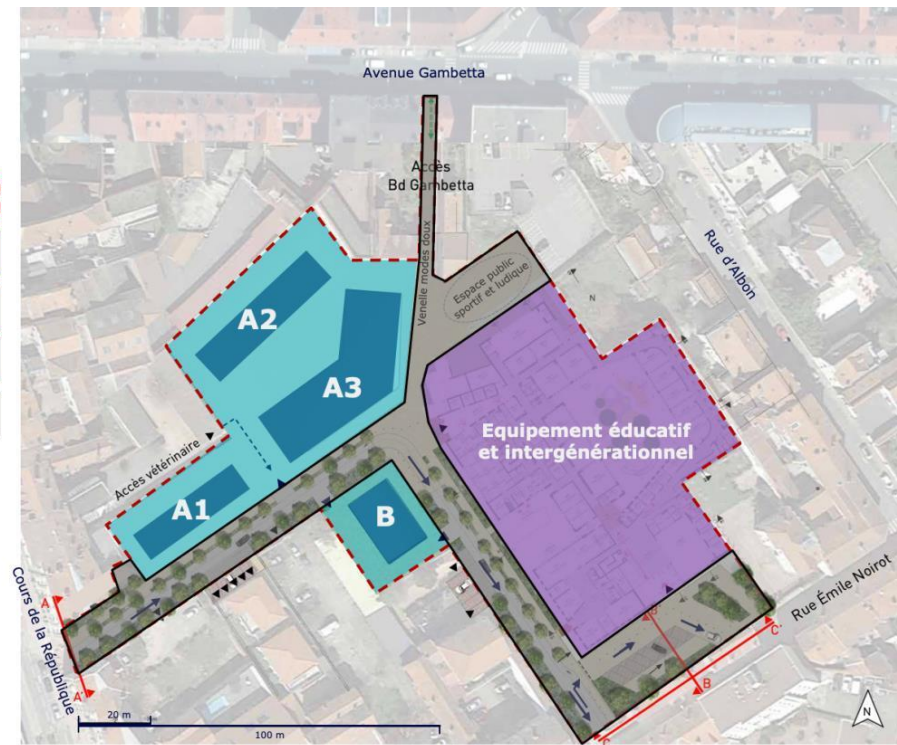 Avenue Gambetta
Accès
Bd Gambetta
Venelle modes doux
Espace public
sportif et ludique
Rue d'Albon
N
A2
A3
Equipement éducatif
et intergénérationnel
Accès vétérinaire
A1
B
Cours de la République
A
A'
Rue Émile Noirot
B'
C'
B
C
20 m
100 m
N